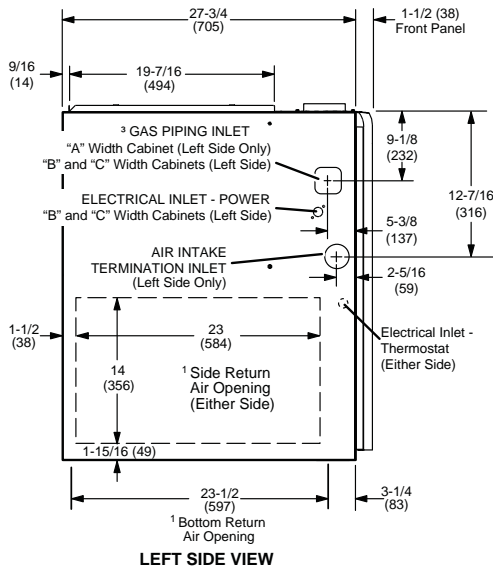 27-3/4
(705)
1-1/2 (38)
Front Panel
9/16
(14)
19-7/16
(494)
³ GAS PIPING INLET
“A” Width Cabinet (Left Side Only)
“B” and “C” Width Cabinets (Left Side)
9-1/8
(232)
12-7/16
(316)
ELECTRICAL INLET - POWER
“B” and “C” Width Cabinets (Left Side)
5-3/8
(137)
AIR INTAKE
TERMINATION INLET
(Left Side Only)
2-5/16
(59)
1-1/2
(38)
23
(584)
Electrical Inlet -
Thermostat
(Either Side)
14
(356)
¹ Side Return
Air Opening
(Either Side)
1-15/16 (49)
23-1/2
(597)
3-1/4
(83)
¹ Bottom Return
Air Opening
LEFT SIDE VIEW